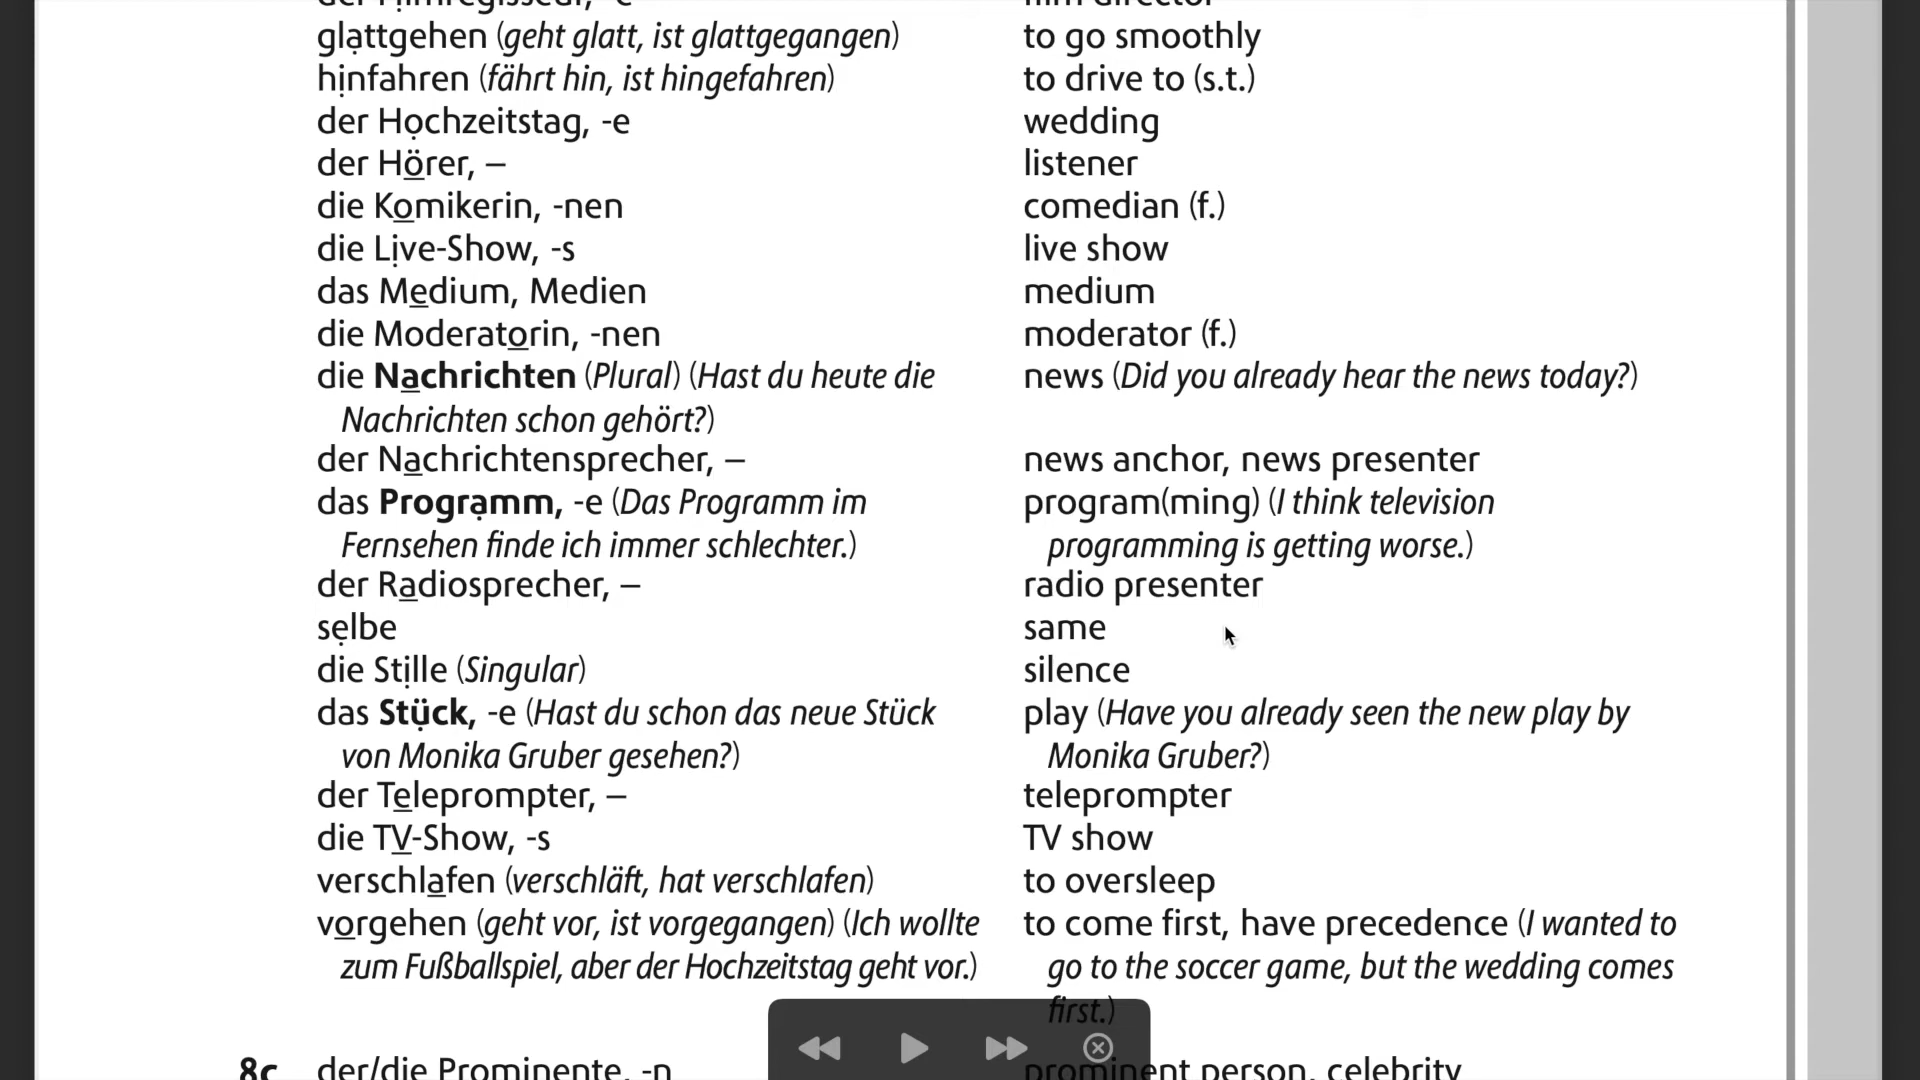 der Filmregisseur, -e film director
glattgehen (geht glatt, ist glattgegangen) to go smoothly
hinfahren (fährt hin, ist hingefahren) to drive to (s.t.)
der Hochzeitstag, -e wedding
der Hörer, – listener
die Komikerin, -nen comedian (f.)
die Live-Show, -s live show
das Medium, Medien medium
die Moderatorin, -nen moderator (f.)
die Nachrichten (Plural) (Hast du heute die news (Did you already hear the news today?)
Nachrichten schon gehört?)
der Nachrichtensprecher, – news anchor, news presenter
das Programm, -e (Das Programm im program(ming) (I think television
Fernsehen finde ich immer schlechter.) programming is getting worse.)
der Radiosprecher, – radio presenter
selbe same
die Stille (Singular) silence
das Stück, -e (Hast du schon das neue Stück play (Have you already seen the new play by
von Monika Gruber gesehen?) Monika Gruber?)
der Teleprompter, – teleprompter
die TV-Show, -s TV show
verschlafen (verschläft, hat verschlafen) to oversleep
vorgehen (geht vor, ist vorgegangen) (Ich wollte to come first, have precedence (I wanted to
zum Fußballspiel, aber der Hochzeitstag geht vor.) go to the soccer game, but the wedding comes
first.)
8c der/die Prominente, -n prominent person, celebrity